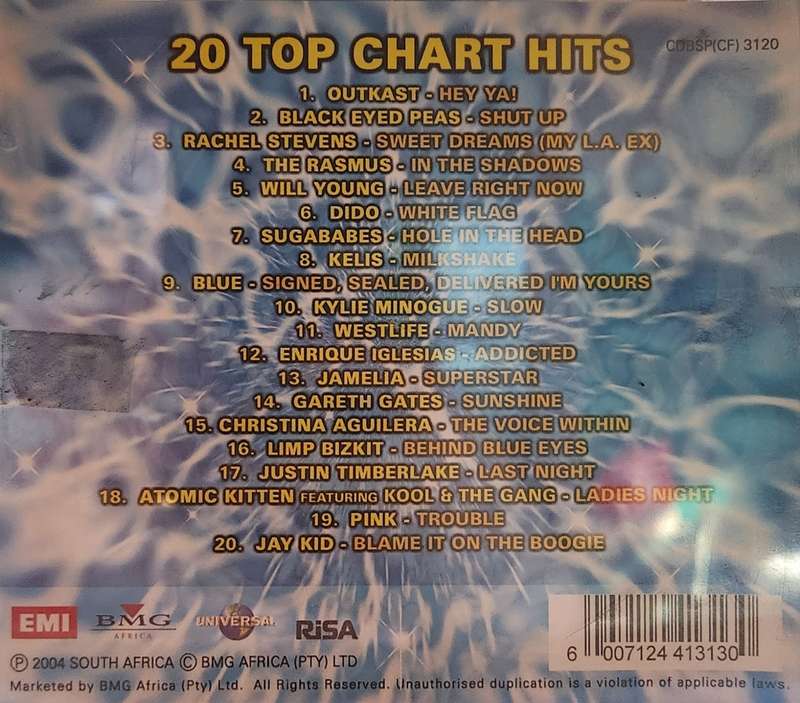 20 TOP CHART HITS
CDBSP(CF) 3120
1. OUTKAST - HEY YA!
2. BLACK EYED PEAS - SHUT UP
3. RACHEL STEVENS - SWEET DREAMS (MY L.A. EX)
4. THE RASMUS - IN THE SHADOWS
5. WILL YOUNG - LEAVE RIGHT NOW
6. DIDO - WHITE FLAG
7. SUGABABES - HOLE IN THE HEAD
8. KELIS - MILKSHAKE
9. BLUE - SIGNED, SEALED, DELIVERED I'M YOURS
10. KYLIE MINOGUE - SLOW
11. WESTLIFE - MANDY
12. ENRIQUE IGLESIAS - ADDICTED
13. JAMELIA - SUPERSTAR
14. GARETH GATES - SUNSHINE
15. CHRISTINA AGUILERA - THE VOICE WITHIN
16. LIMP BIZKIT - BEHIND BLUE EYES
17. JUSTIN TIMBERLAKE - LAST NIGHT
18. ATOMIC KITTEN FEATURING KOOL & THE GANG - LADIES NIGHT
19. PINK - TROUBLE
20. JAY KID - BLAME IT ON THE BOOGIE
EMI
BMG
AFRICA
UNIVERSAL
RiSA
6 007124 413130
℗ 2004 SOUTH AFRICA © BMG AFRICA (PTY) LTD
Marketed by BMG Africa (Pty) Ltd. All Rights Reserved. Unauthorised duplication is a violation of applicable laws.